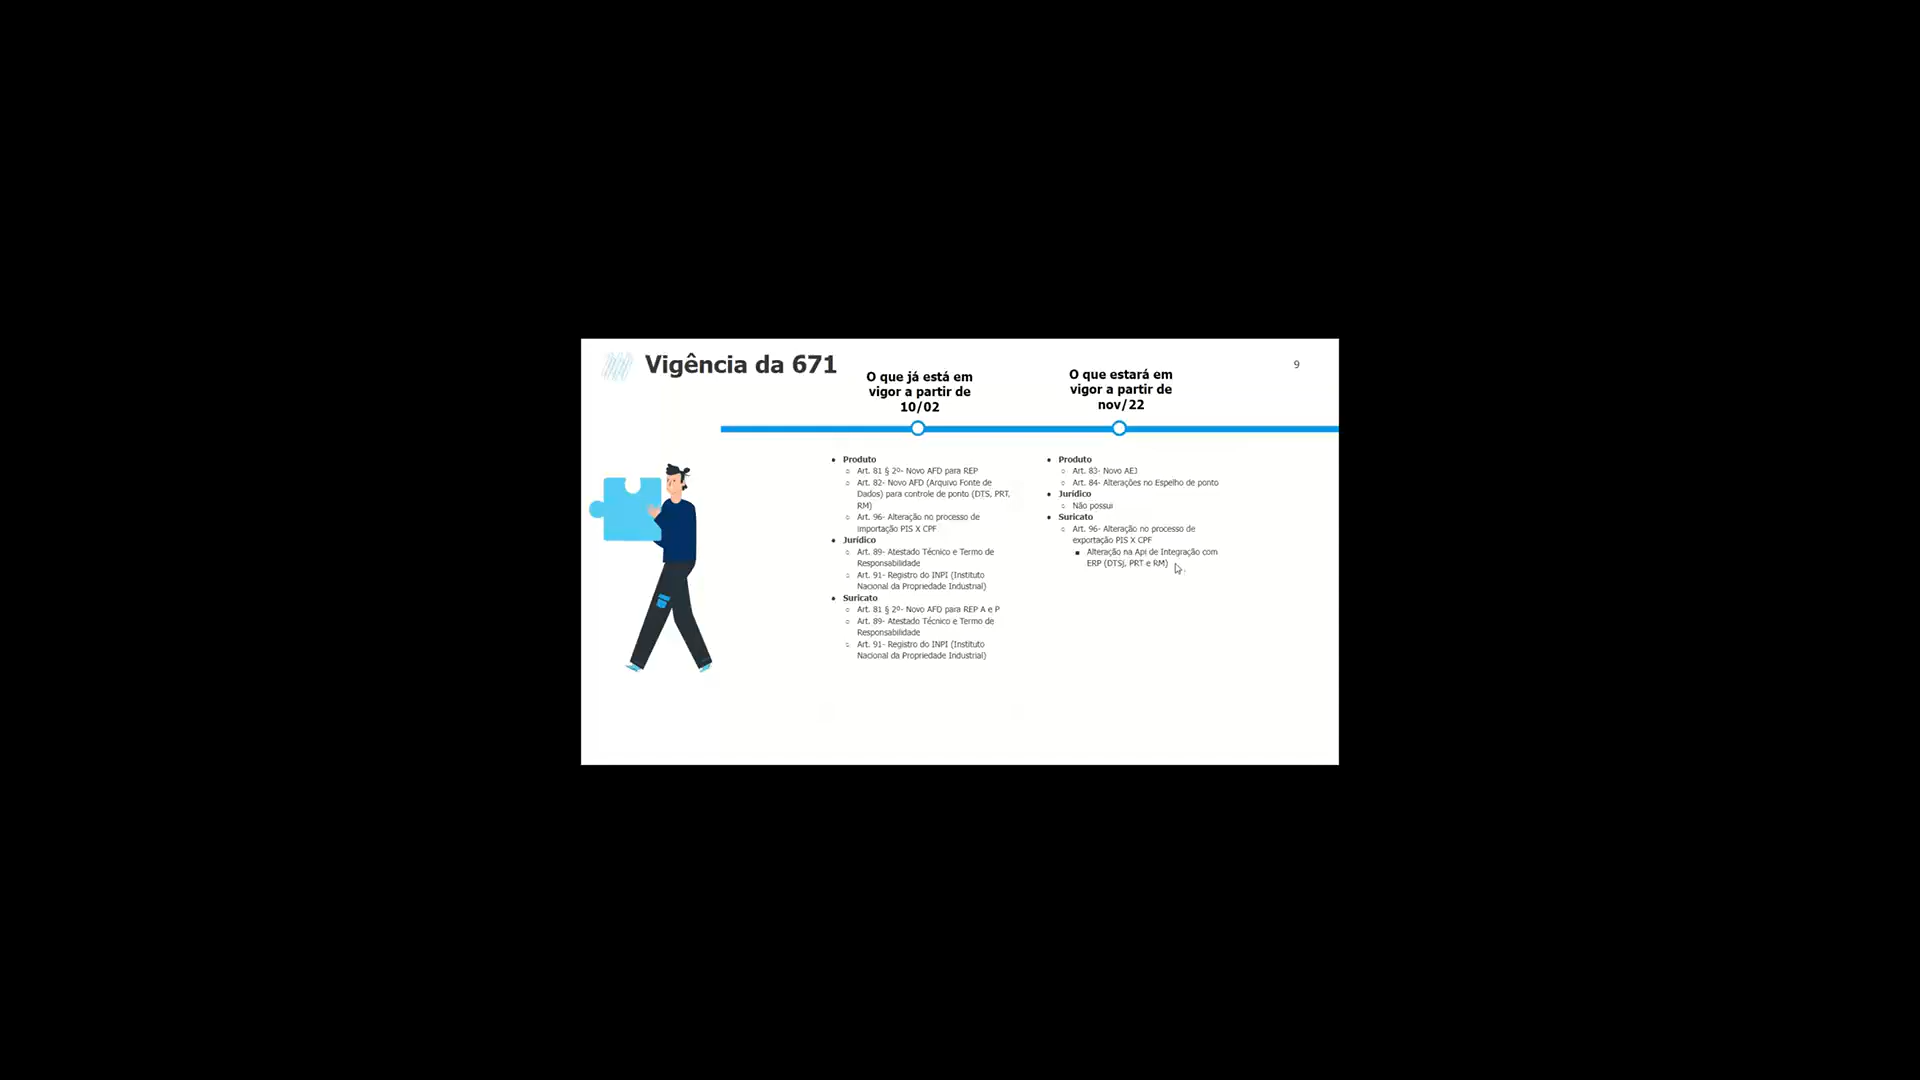 Vigência da 671
9
O que já está em
vigor a partir de
10/02
O que estará em
vigor a partir de
nov/22
Produto
Art. 81 § 2º- Novo AFD para REP
Art. 82- Novo AFD (Arquivo Fonte de
Dados) para controle de ponto (DTS, PRT,
RM)
Art. 96- Alteração no processo de
importação PIS X CPF
Jurídico
Art. 89- Atestado Técnico e Termo de
Responsabilidade
Art. 91- Registro do INPI (Instituto
Nacional da Propriedade Industrial)
Suricato
Art. 81 § 2º- Novo AFD para REP A e P
Art. 89- Atestado Técnico e Termo de
Responsabilidade
Art. 91- Registro do INPI (Instituto
Nacional da Propriedade Industrial)
Produto
Art. 83- Novo AEJ
Art. 84- Alterações no Espelho de ponto
Jurídico
Não possui
Suricato
Art. 96- Alteração no processo de
exportação PIS X CPF
Alteração na Api de Integração com
ERP (DTSj, PRT e RM)